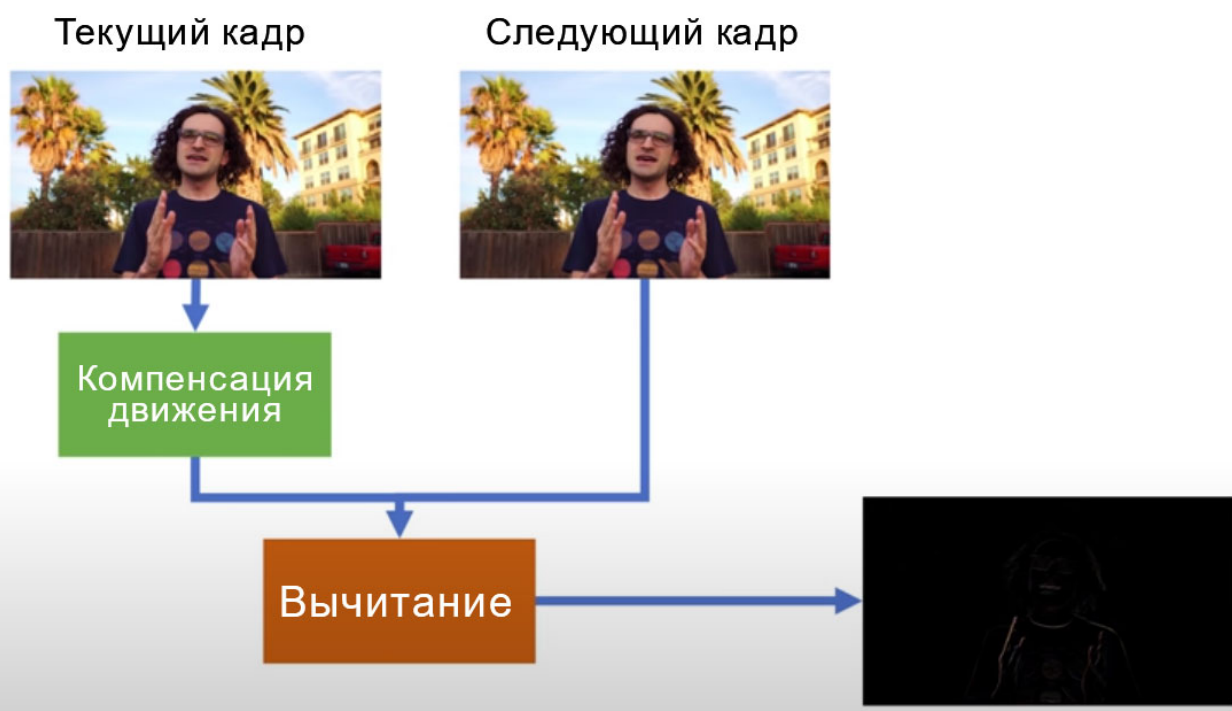 Текущий кадр
Следующий кадр
Компенсация
движения
Вычитание